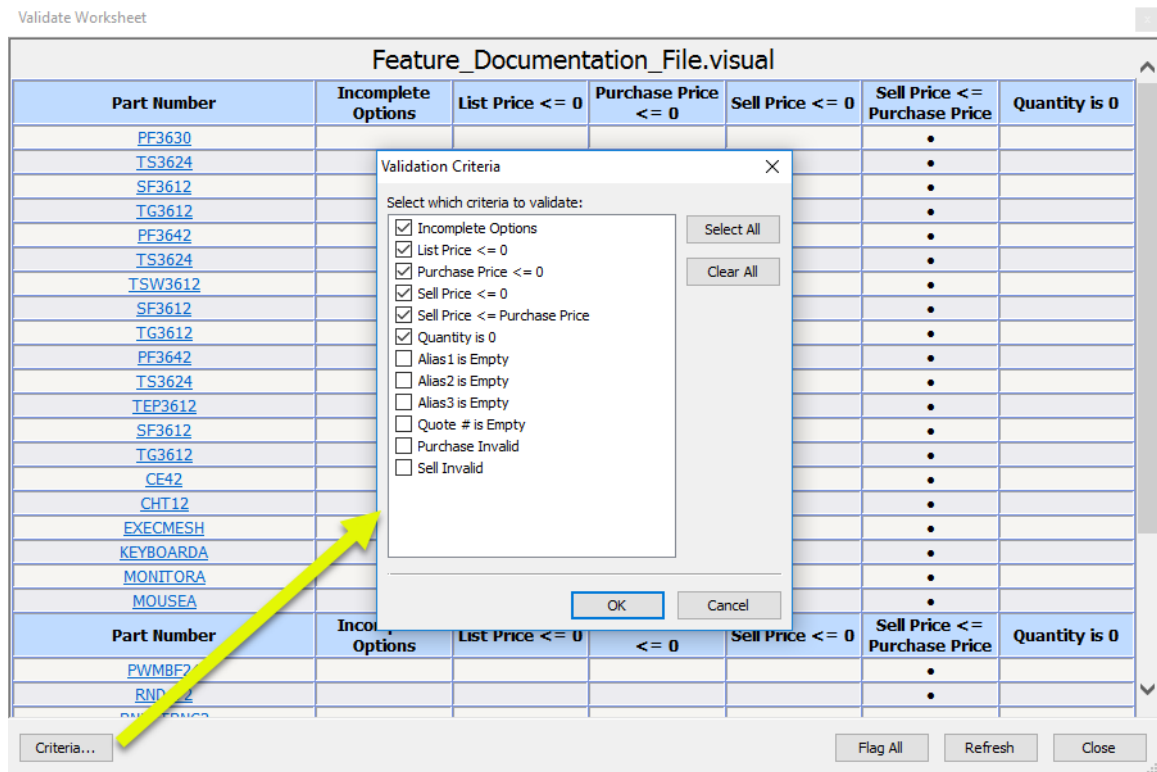 Validate Worksheet
Feature_Documentation_File.visual
Part Number Incomplete Options List Price <= 0 Purchase Price <= 0 Sell Price <= 0 Sell Price <= Purchase Price Quantity is 0
PF3630 •
TS3624 •
SF3612 •
TG3612 •
PF3642 •
TS3624 •
TSW3612 •
SF3612 •
TG3612 •
PF3642 •
TS3624 •
TEP3612 •
SF3612 •
TG3612 •
CE42 •
CHT12 •
EXECMESH •
KEYBOARDA •
MONITORA •
MOUSEA •
Part Number Options List Price <= 0 <= 0 Sell Price <= 0 Sell Price <= Purchase Price Quantity is 0
•
•
Validation Criteria
Select which criteria to validate:
Incomplete Options
List Price <= 0
Purchase Price <= 0
Sell Price <= 0
Sell Price <= Purchase Price
Quantity is 0
Alias1 is Empty
Alias2 is Empty
Alias3 is Empty
Quote # is Empty
Purchase Invalid
Sell Invalid
Select All
Clear All
OK Cancel
Criteria... Flag All Refresh Close